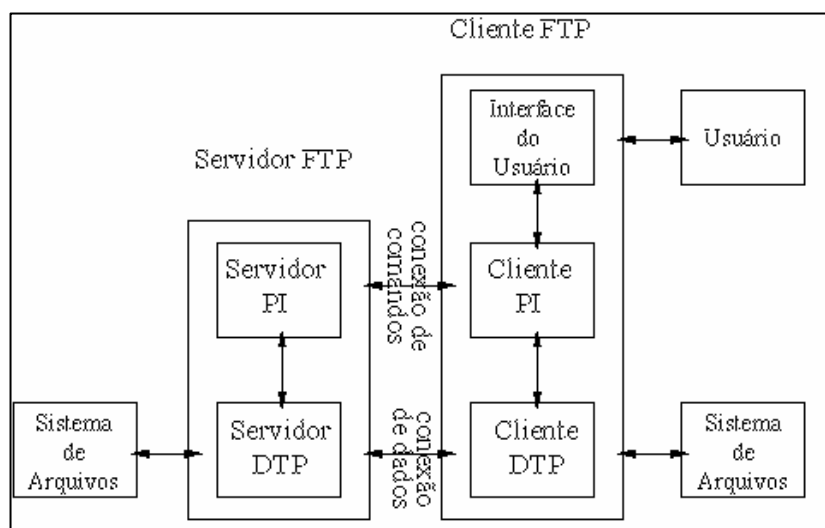 Cliente FTP
Interface
do
Usuário
Usuário
Servidor FTP
conexão de
comandos
Servidor
PI
Cliente
PI
Sistema
de
Arquivos
Servidor
DTP
conexão
de dados
Cliente
DTP
Sistema
de
Arquivos